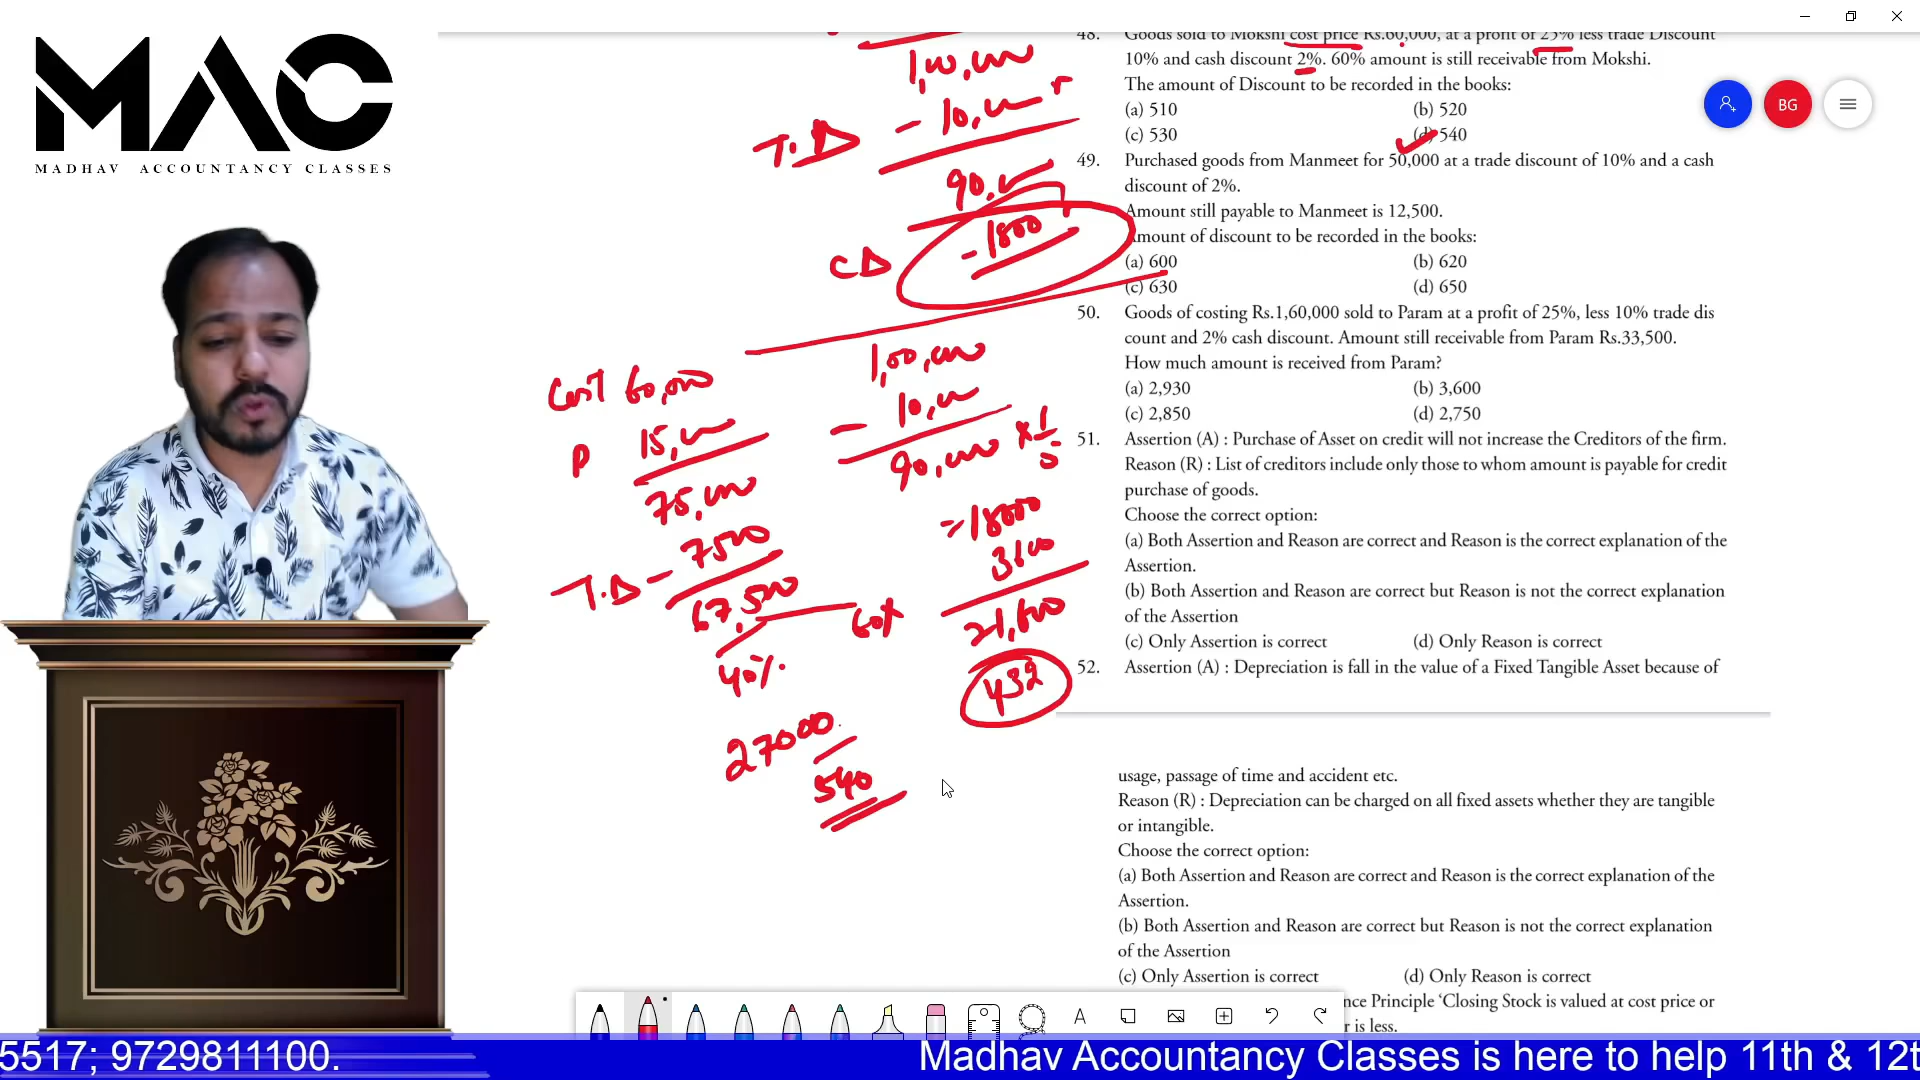 MAC
MADHAV ACCOUNTANCY CLASSES
1,00,000
T.D - 10,000
90,000
CD - 1800
Cost 60,000
P 15,000
75,000
T.D - 7500
67,500 60%
40%
27000
540
1,00,000
- 10,000
90,000 × 1/5
= 18000
3600
21,600
432
48. Goods sold to Mokshi cost price Rs.60,000, at a profit of 25% less trade Discount
10% and cash discount 2%. 60% amount is still receivable from Mokshi.
The amount of Discount to be recorded in the books:
(a) 510 (b) 520
(c) 530 (d) 540
49. Purchased goods from Manmeet for 50,000 at a trade discount of 10% and a cash
discount of 2%.
Amount still payable to Manmeet is 12,500.
Amount of discount to be recorded in the books:
(a) 600 (b) 620
(c) 630 (d) 650
50. Goods of costing Rs.1,60,000 sold to Param at a profit of 25%, less 10% trade dis
count and 2% cash discount. Amount still receivable from Param Rs.33,500.
How much amount is received from Param?
(a) 2,930 (b) 3,600
(c) 2,850 (d) 2,750
51. Assertion (A) : Purchase of Asset on credit will not increase the Creditors of the firm.
Reason (R) : List of creditors include only those to whom amount is payable for credit
purchase of goods.
Choose the correct option:
(a) Both Assertion and Reason are correct and Reason is the correct explanation of the
Assertion.
(b) Both Assertion and Reason are correct but Reason is not the correct explanation
of the Assertion
(c) Only Assertion is correct (d) Only Reason is correct
52. Assertion (A) : Depreciation is fall in the value of a Fixed Tangible Asset because of
usage, passage of time and accident etc.
Reason (R) : Depreciation can be charged on all fixed assets whether they are tangible
or intangible.
Choose the correct option:
(a) Both Assertion and Reason are correct and Reason is the correct explanation of the
Assertion.
(b) Both Assertion and Reason are correct but Reason is not the correct explanation
of the Assertion
(c) Only Assertion is correct (d) Only Reason is correct
nce Principle ‘Closing Stock is valued at cost price or
r is less.
BG
A
5517; 9729811100. Madhav Accountancy Classes is here to help 11th & 12t